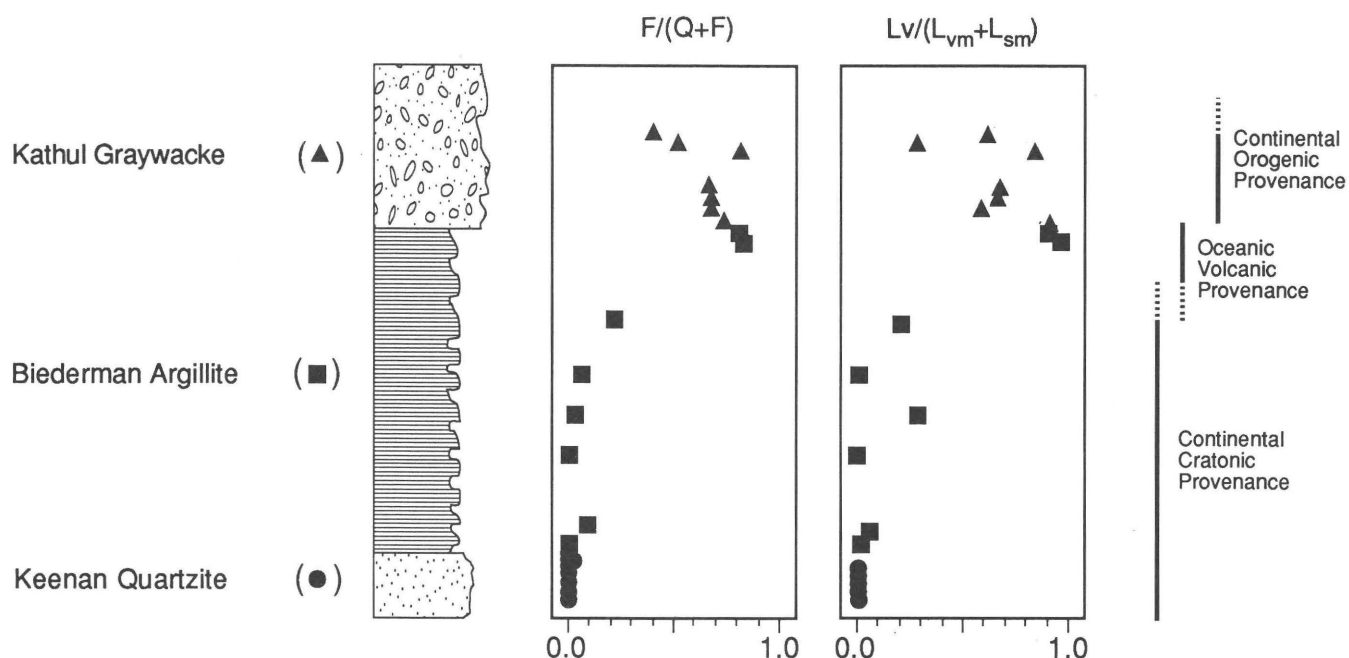 F/(Q+F)
Lv/(Lvm+Lsm)
Kathul Graywacke (▲)
Biederman Argillite (■)
Keenan Quartzite (●)
Continental
Orogenic
Provenance
Oceanic
Volcanic
Provenance
Continental
Cratonic
Provenance
0.0 1.0
0.0 1.0